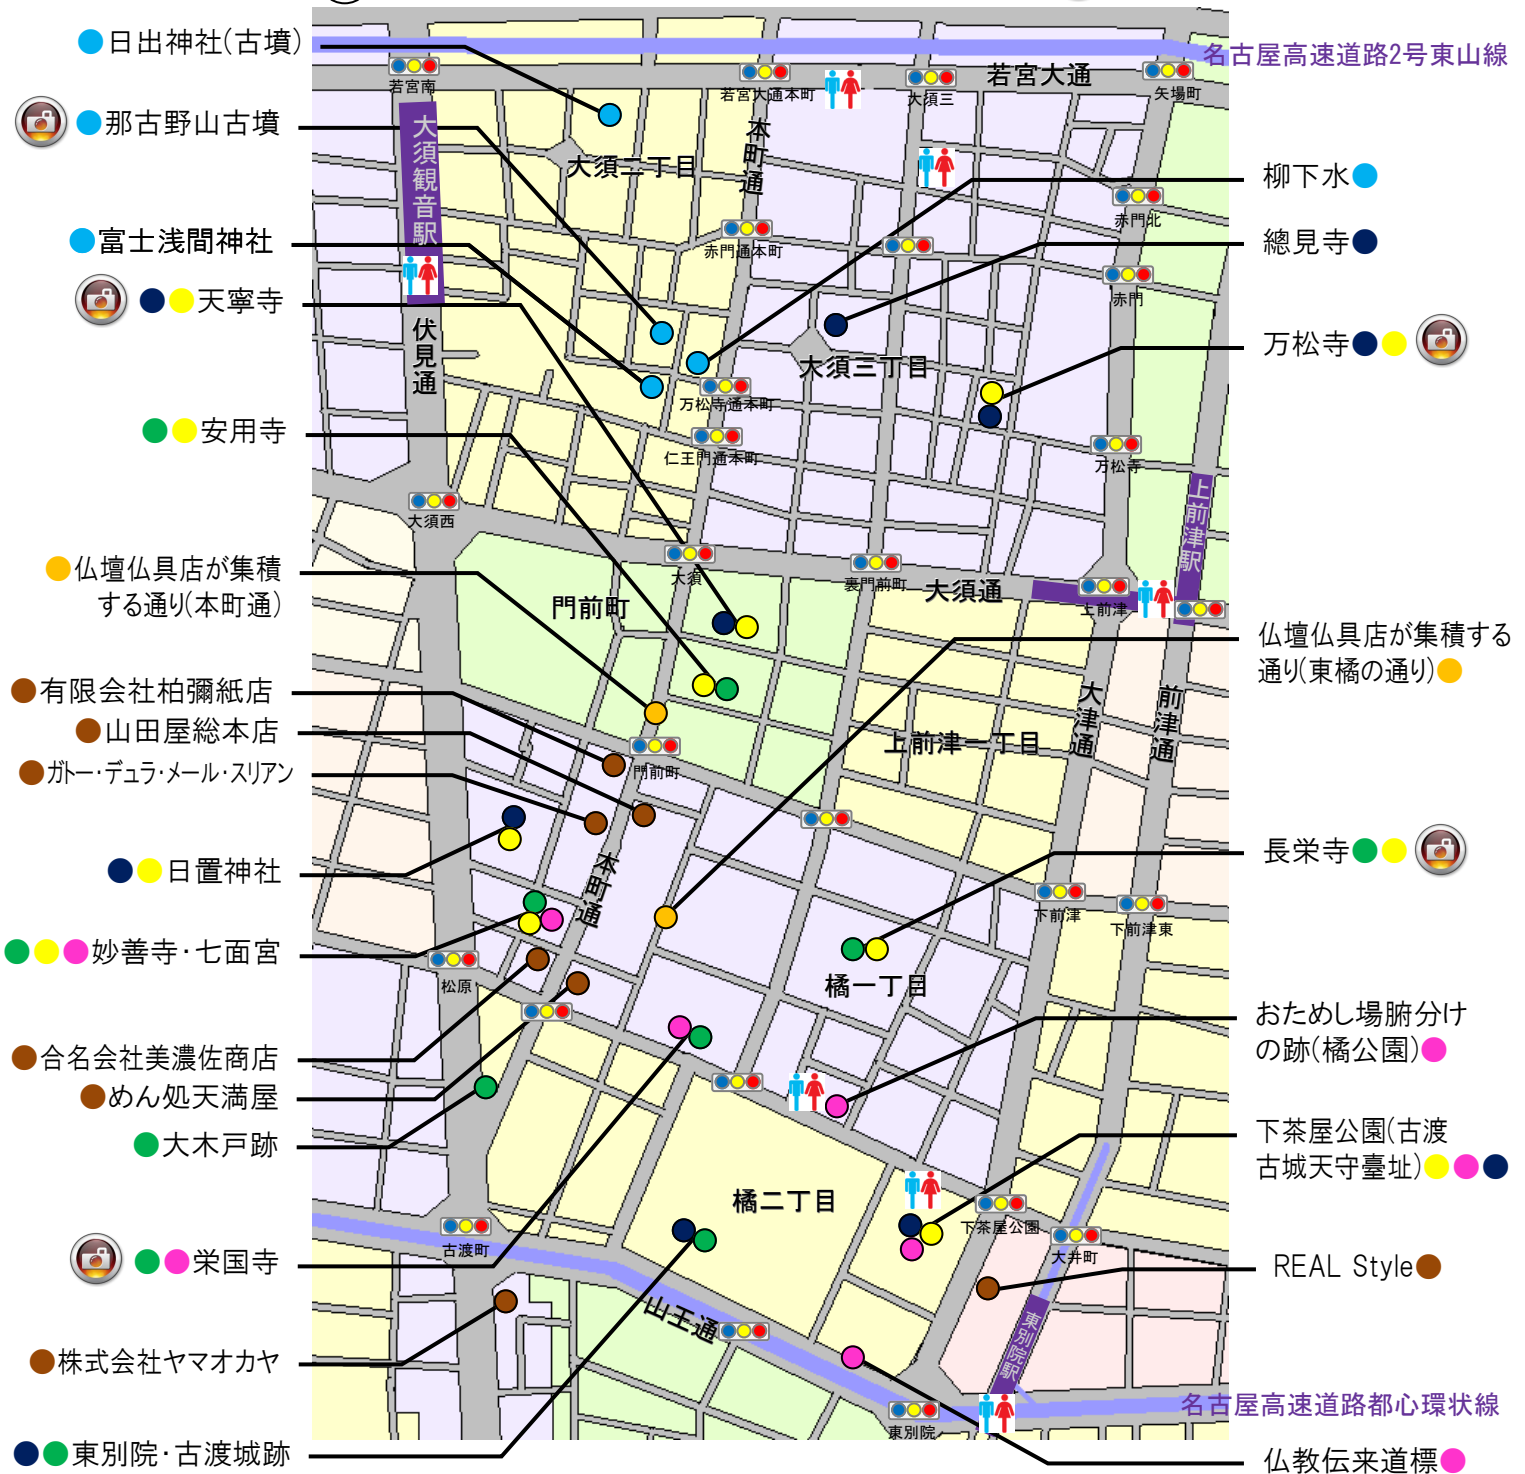 日出神社(古墳)
那古野山古墳
富士浅間神社
天寧寺
安用寺
仏壇仏具店が集積
する通り(本町通)
有限会社柏彌紙店
山田屋総本店
ガトー・デュラ・メール・スリアン
日置神社
妙善寺・七面宮
合名会社美濃佐商店
めん処天満屋
大木戸跡
栄国寺
株式会社ヤマオカヤ
東別院・古渡城跡
名古屋高速道路2号東山線
若宮大通
若宮南
若宮大通本町
大須三
矢場町
大須観音駅
大須二丁目
本町通
赤門北
赤門通本町
赤門
伏見通
大須三丁目
万松寺通本町
仁王門通本町
万松寺
上前津駅
大須西
大須
裏門前町
大須通
上前津
門前町
大津通
前津通
上前津一丁目
門前町
本町通
下前津
下前津東
松原
橘一丁目
橘二丁目
下茶屋公園
古渡町
大井町
山王通
東別院駅
東別院
名古屋高速道路都心環状線
柳下水
總見寺
万松寺
仏壇仏具店が集積する
通り(東橘の通り)
長栄寺
おためし場腑分け
の跡(橘公園)
下茶屋公園(古渡
古城天守臺址)
REAL Style
仏教伝来道標